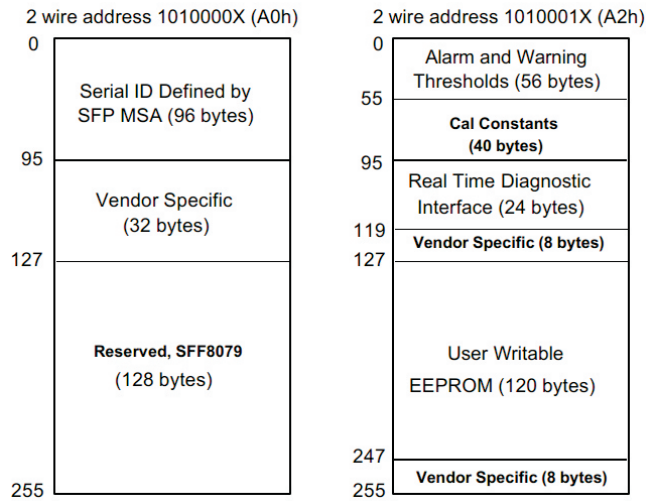 2 wire address 1010000X (A0h)
0
Serial ID Defined by
SFP MSA (96 bytes)
95
Vendor Specific
(32 bytes)
127
Reserved, SFF8079
(128 bytes)
255
2 wire address 1010001X (A2h)
0
Alarm and Warning
Thresholds (56 bytes)
55
Cal Constants
(40 bytes)
95
Real Time Diagnostic
Interface (24 bytes)
119
Vendor Specific (8 bytes)
127
User Writable
EEPROM (120 bytes)
247
Vendor Specific (8 bytes)
255